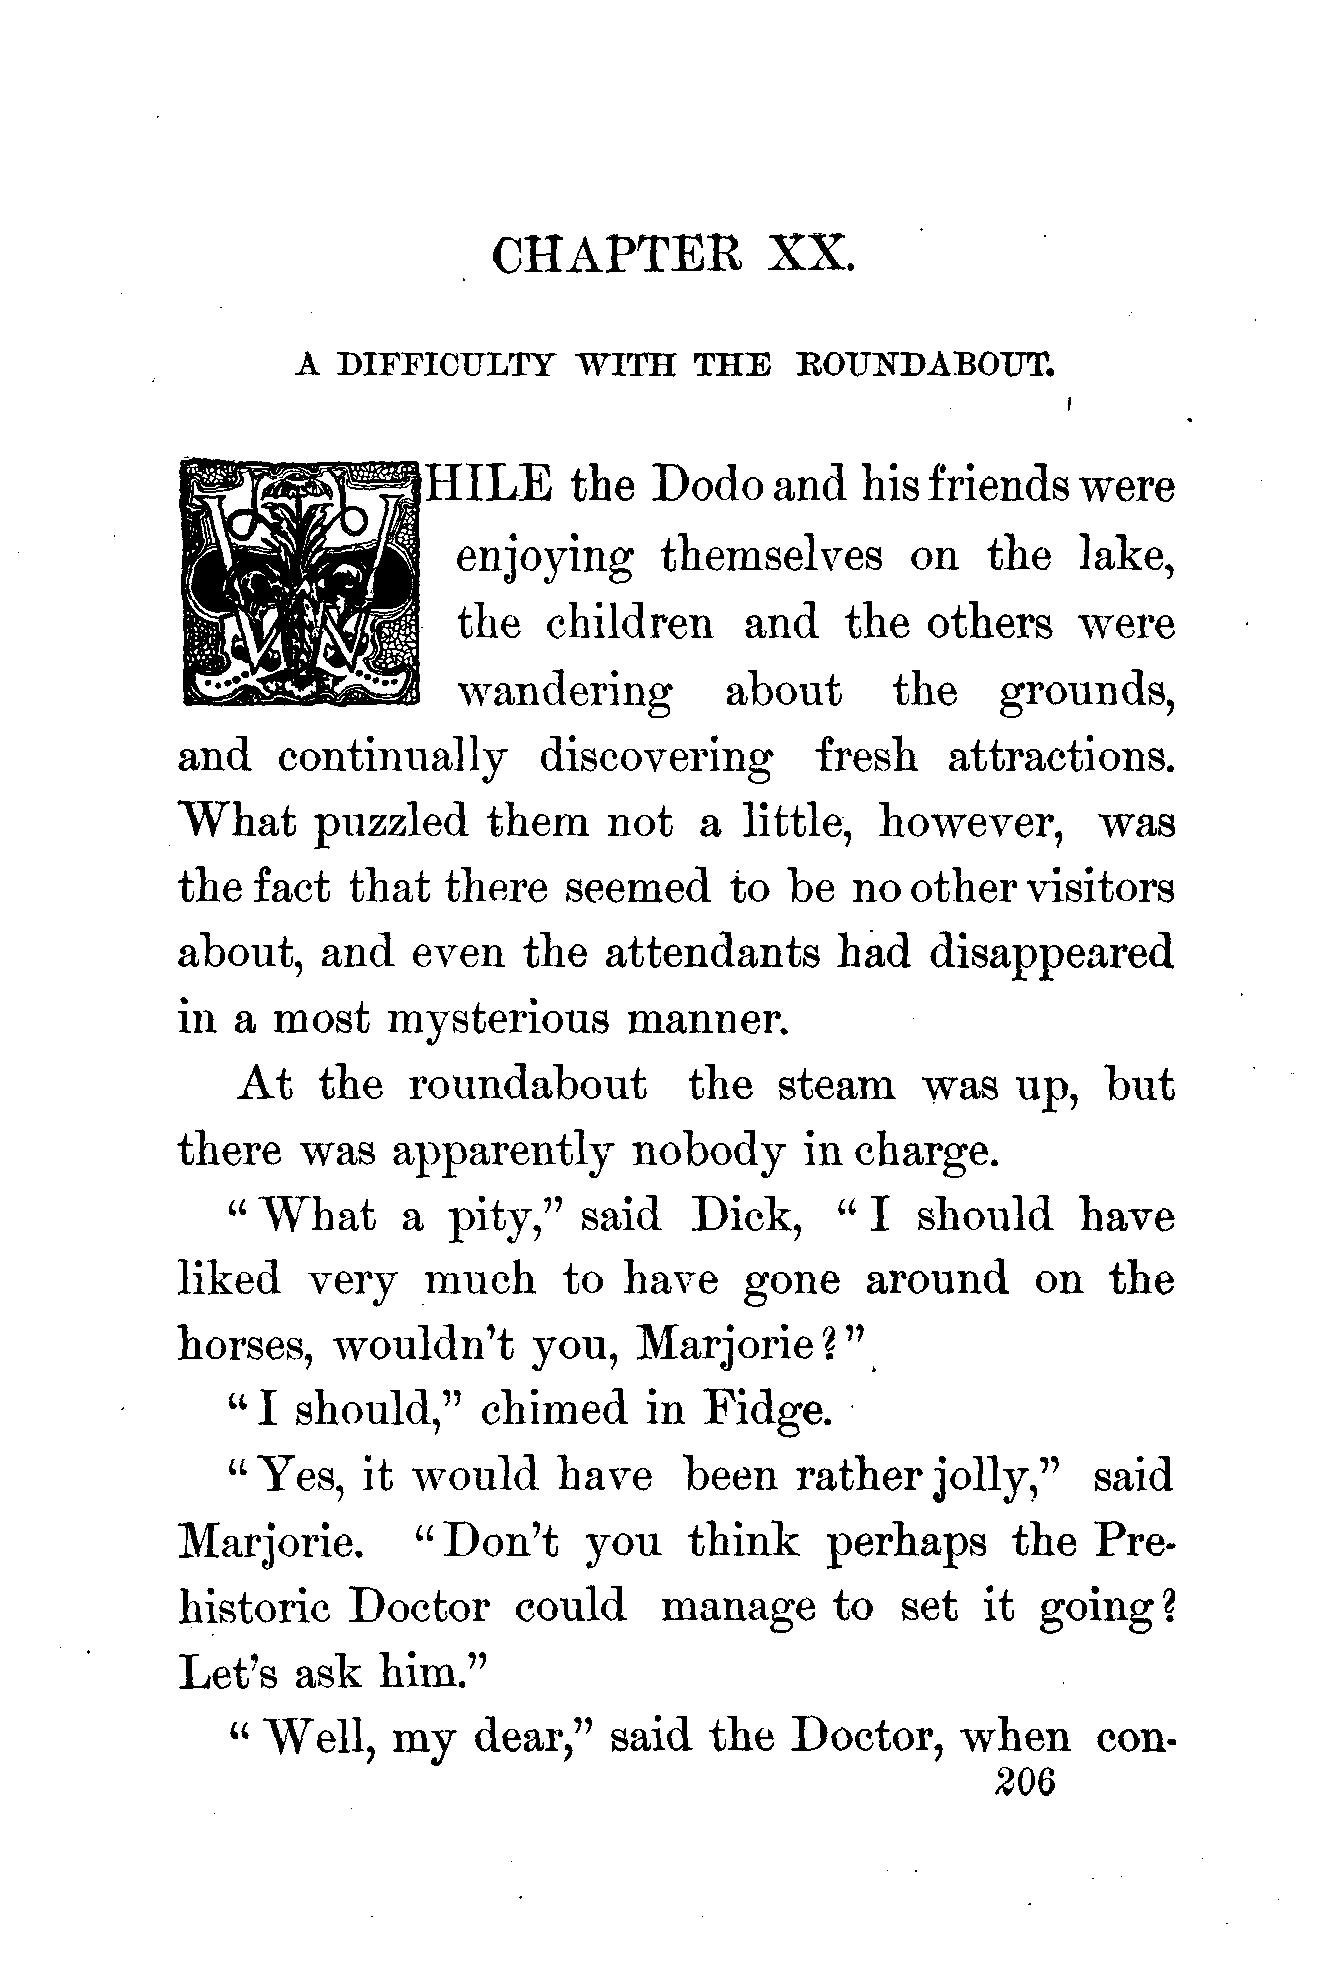 CHAPTER XX.
A DIFFICULTY WITH THE ROUNDABOUT.
WHILE the Dodo and his friends were
enjoying themselves on the lake,
the children and the others were
wandering about the grounds,
and continually discovering fresh attractions.
What puzzled them not a little, however, was
the fact that there seemed to be no other visitors
about, and even the attendants had disappeared
in a most mysterious manner.
At the roundabout the steam was up, but
there was apparently nobody in charge.
“What a pity,” said Dick, “I should have
liked very much to have gone around on the
horses, wouldn’t you, Marjorie?”
“I should,” chimed in Fidge.
“Yes, it would have been rather jolly,” said
Marjorie. “Don’t you think perhaps the Pre-
historic Doctor could manage to set it going?
Let’s ask him.”
“Well, my dear,” said the Doctor, when con-
206